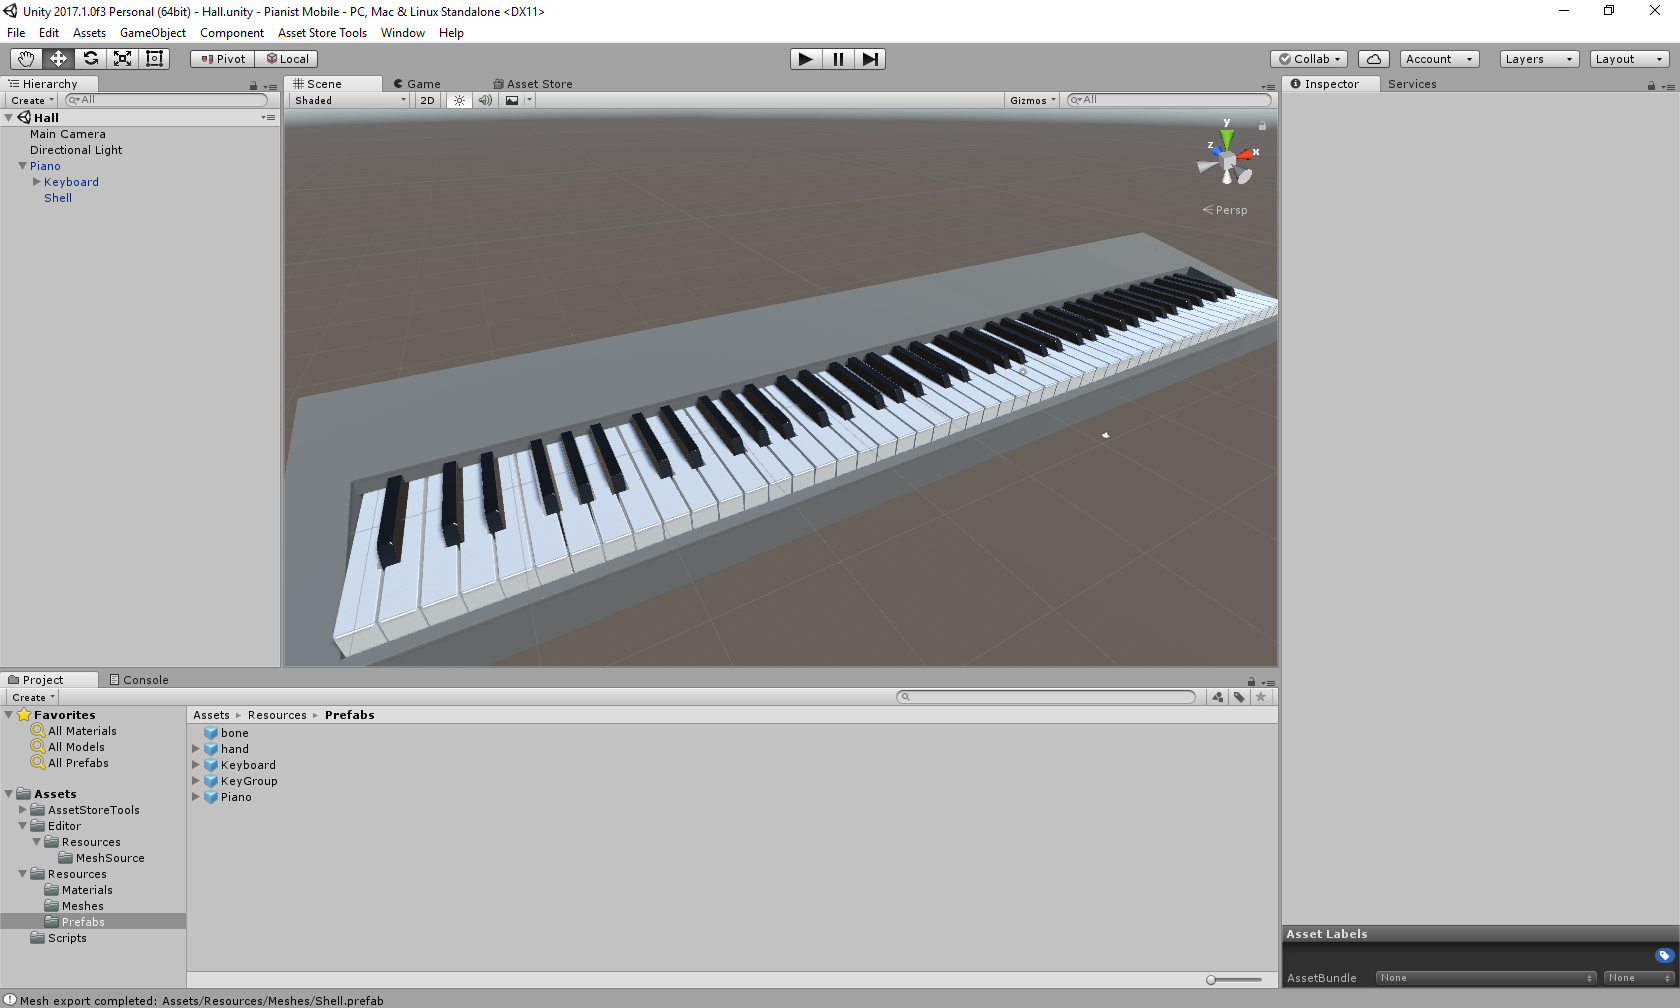 Unity 2017.1.0f3 Personal (64bit) - Hall.unity - Pianist Mobile - PC, Mac & Linux Standalone <DX11>
File Edit Assets GameObject Component Asset Store Tools Window Help
Pivot Local Collab Account Layers Layout
Hierarchy
Create All
Hall
Main Camera
Directional Light
Piano
Keyboard
Shell
Scene Game Asset Store
Shaded 2D Gizmos All
y
z x
Persp
Inspector Services
Project Console
Create
Favorites
All Materials
All Models
All Prefabs
Assets
AssetStoreTools
Editor
Resources
MeshSource
Resources
Materials
Meshes
Prefabs
Scripts
Assets Resources Prefabs
bone
hand
Keyboard
KeyGroup
Piano
Asset Labels
AssetBundle None None
Mesh export completed: Assets/Resources/Meshes/Shell.prefab